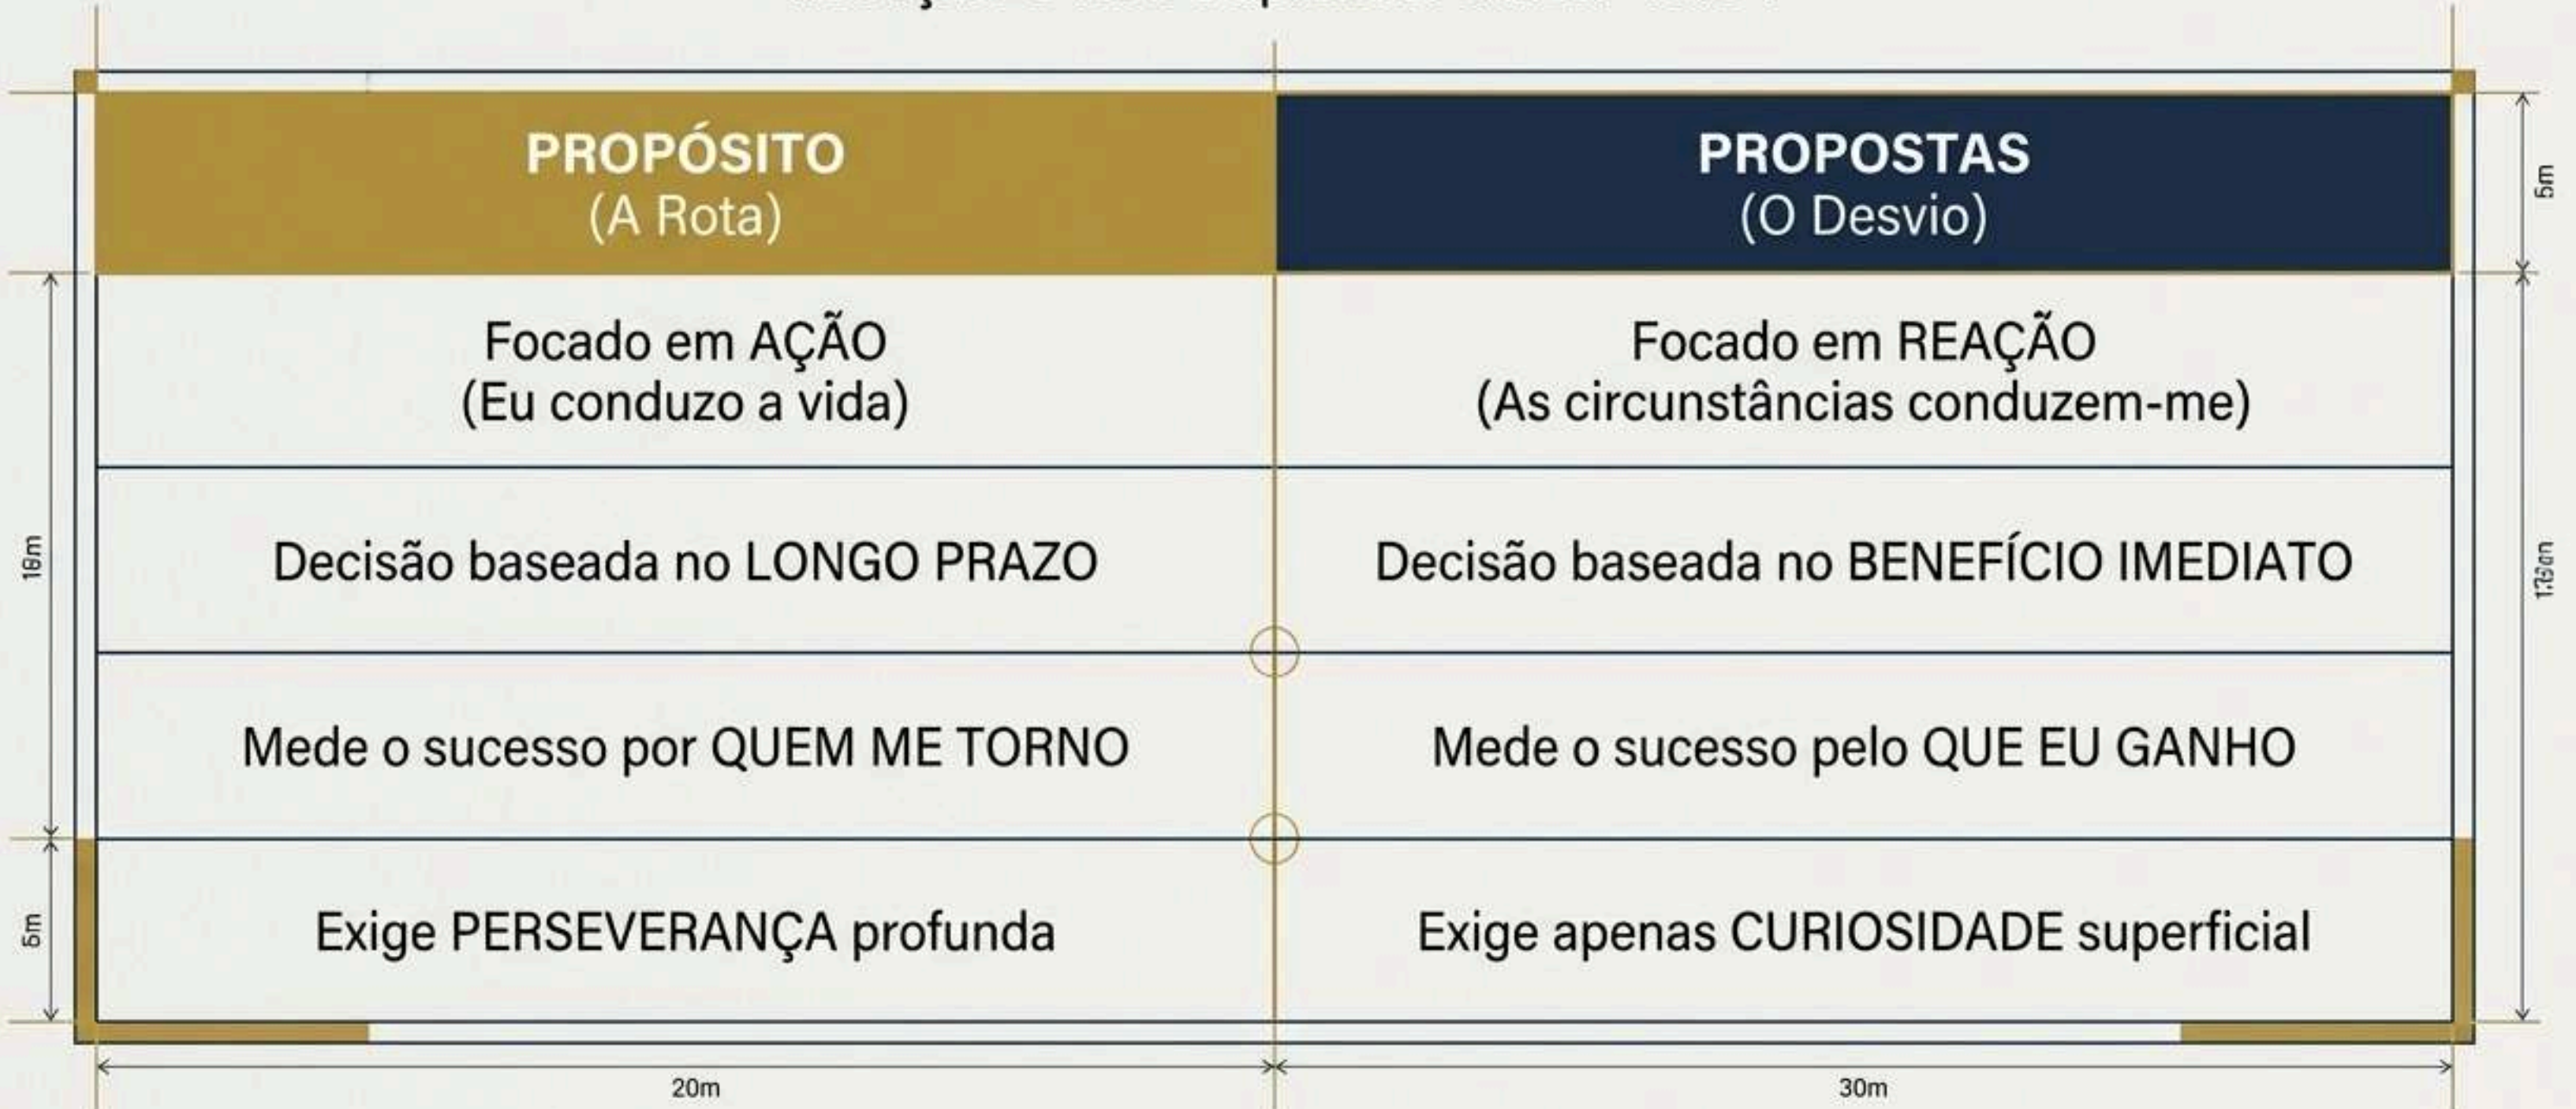 PROPÓSITO
(A Rota)
PROPOSTAS
(O Desvio)
5m
Focado em AÇÃO
(Eu conduzo a vida)
Focado em REAÇÃO
(As circunstâncias conduzem-me)
Decisão baseada no LONGO PRAZO
Decisão baseada no BENEFÍCIO IMEDIATO
Mede o sucesso por QUEM ME TORNO
Mede o sucesso pelo QUE EU GANHO
5m
Exige PERSEVERANÇA profunda
Exige apenas CURIOSIDADE superficial
20m
30m